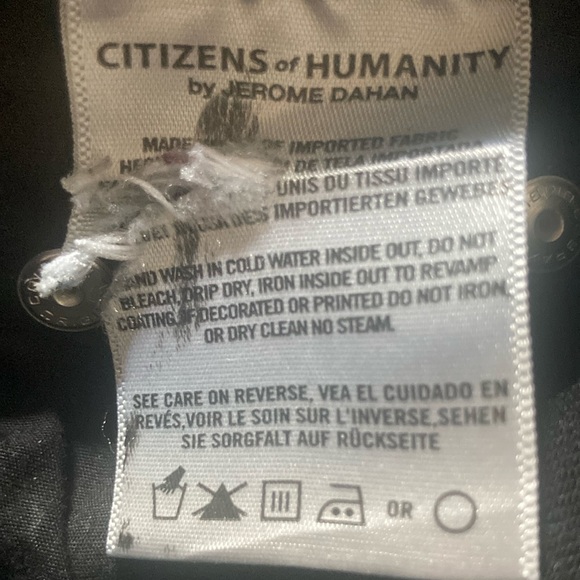 CITIZENS of HUMANITY
by JEROME DAHAN
MADE OF IMPORTED FABRIC
DE TELA IMPORTADA
UNIS DU TISSU IMPORTE
IMPORTIERTEN GEWEBES
AND WASH IN COLD WATER INSIDE OUT, DO NOT
BLEACH, DRIP DRY, IRON INSIDE OUT TO REVAMP
COATING, IF DECORATED OR PRINTED DO NOT IRON,
OR DRY CLEAN NO STEAM.
SEE CARE ON REVERSE, VEA EL CUIDADO EN
REVÉS,VOIR LE SOIN SUR L'INVERSE,SEHEN
SIE SORGFALT AUF RÜCKSEITE
OR